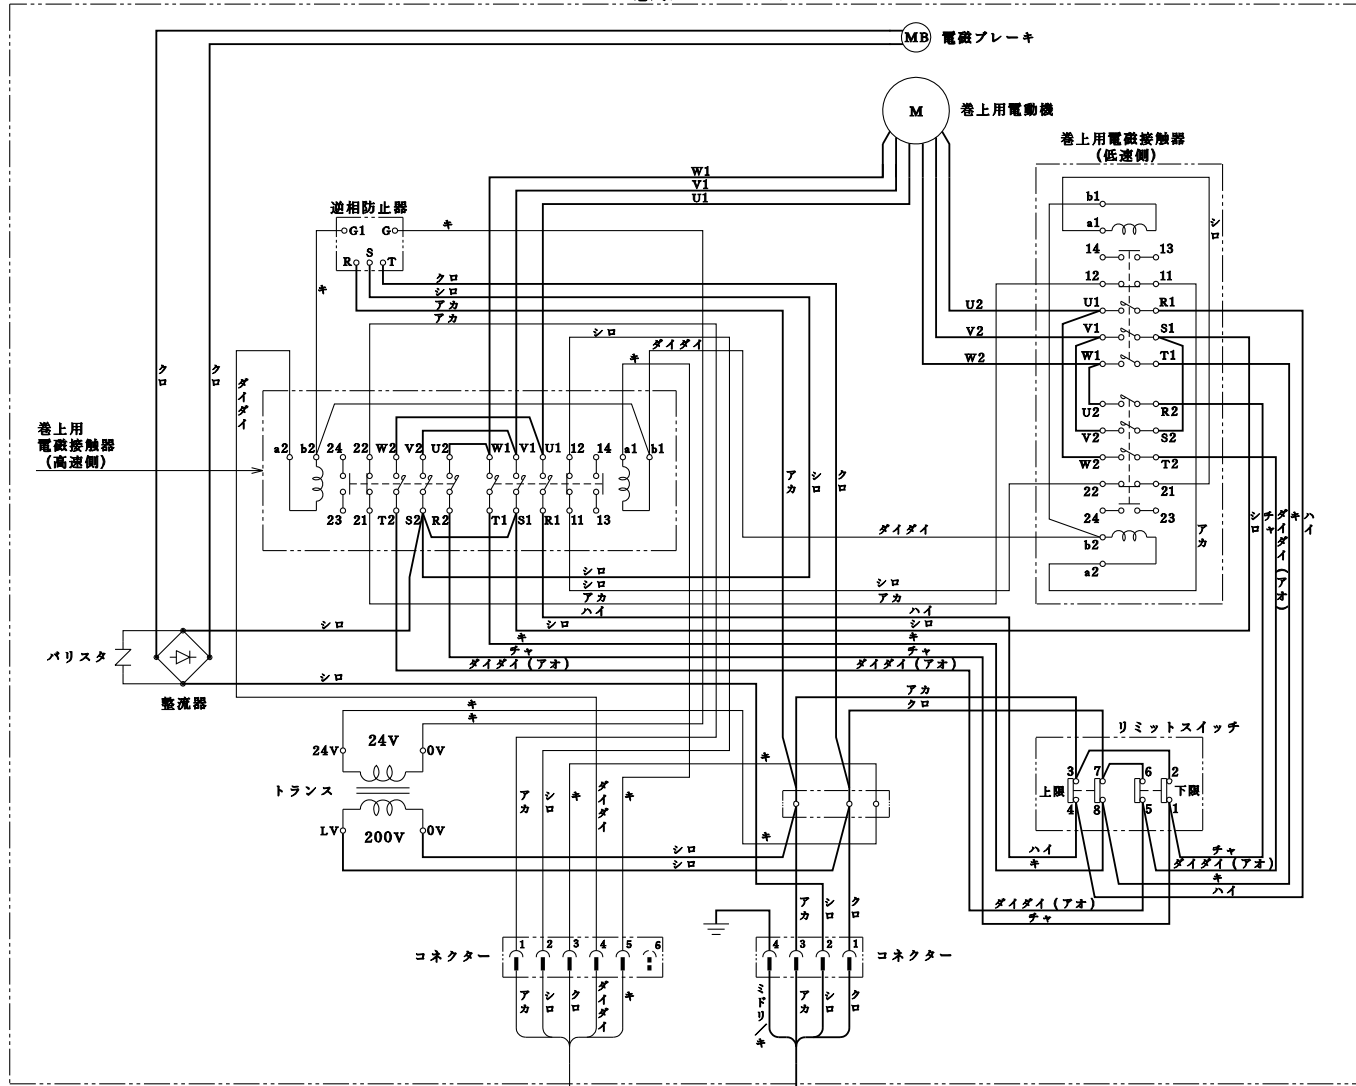 MB 電磁ブレーキ
M 巻上用電動機
巻上用電磁接触器
(低速側)
W1
V1
U1
逆相防止器
G1 G
S
R T
キ
キ
クロ
シロ
アカ
アカ
シロ
ダイダイ
キ
b1
a1
シロ
14 13
12 11
U1 R1
V1 S1
W1 T1
U2 R2
V2 S2
W2 T2
22 21
24 23
b2
a2
アカ
U2
V2
W2
クロ
クロ
ダイダイ
巻上用
電磁接触器
(高速側)
a2 b2 24 22 W2 V2 U2 W1 V1 U1 12 14 a1 b1
23 21 T2 S2 R2 T1 S1 R1 11 13
アカ
シロ
クロ
ダイダイ
シロ
チャ
ダイダイ(アオ)
キ
ハイ
シロ
シロ シロ
アカ アカ
ハイ ハイ
シロ シロ シロ
キ キ
チャ チャ
ダイダイ(アオ) ダイダイ(アオ)
バリスタ
整流器
シロ
キ
キ
アカ
クロ
リミットスイッチ
24V 24V 0V
トランス
LV 200V 0V
アカ
シロ
キ
ダイダイ
キ
キ
キ
シロ
シロ
3 7 6 2
上限 下限
4 8 5 1
ハイ
キ
チャ
ダイダイ(アオ)
キ
ハイ
ダイダイ(アオ)
チャ
アカ
シロ
クロ
コネクター 1 2 3 4 5 6
4 3 2 1 コネクター
アカ
シロ
クロ
ダイダイ
キ
ミドリ/キ
アカ
シロ
クロ